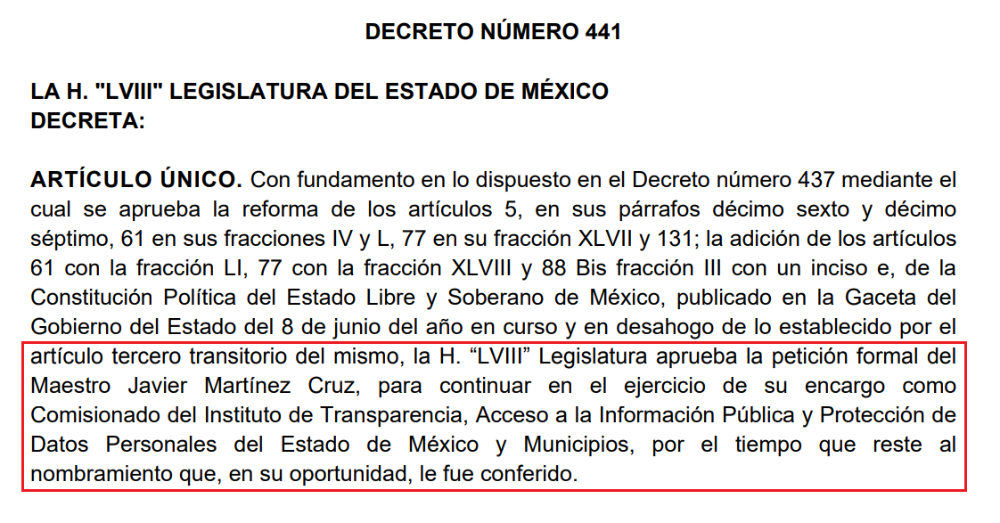 DECRETO NÚMERO 441
LA H. "LVIII" LEGISLATURA DEL ESTADO DE MÉXICO
DECRETA:
ARTÍCULO ÚNICO. Con fundamento en lo dispuesto en el Decreto número 437 mediante el
cual se aprueba la reforma de los artículos 5, en sus párrafos décimo sexto y décimo
séptimo, 61 en sus fracciones IV y L, 77 en su fracción XLVII y 131; la adición de los artículos
61 con la fracción LI, 77 con la fracción XLVIII y 88 Bis fracción III con un inciso e, de la
Constitución Política del Estado Libre y Soberano de México, publicado en la Gaceta del
Gobierno del Estado del 8 de junio del año en curso y en desahogo de lo establecido por el
artículo tercero transitorio del mismo, la H. “LVIII” Legislatura aprueba la petición formal del
Maestro Javier Martínez Cruz, para continuar en el ejercicio de su encargo como
Comisionado del Instituto de Transparencia, Acceso a la Información Pública y Protección de
Datos Personales del Estado de México y Municipios, por el tiempo que reste al
nombramiento que, en su oportunidad, le fue conferido.